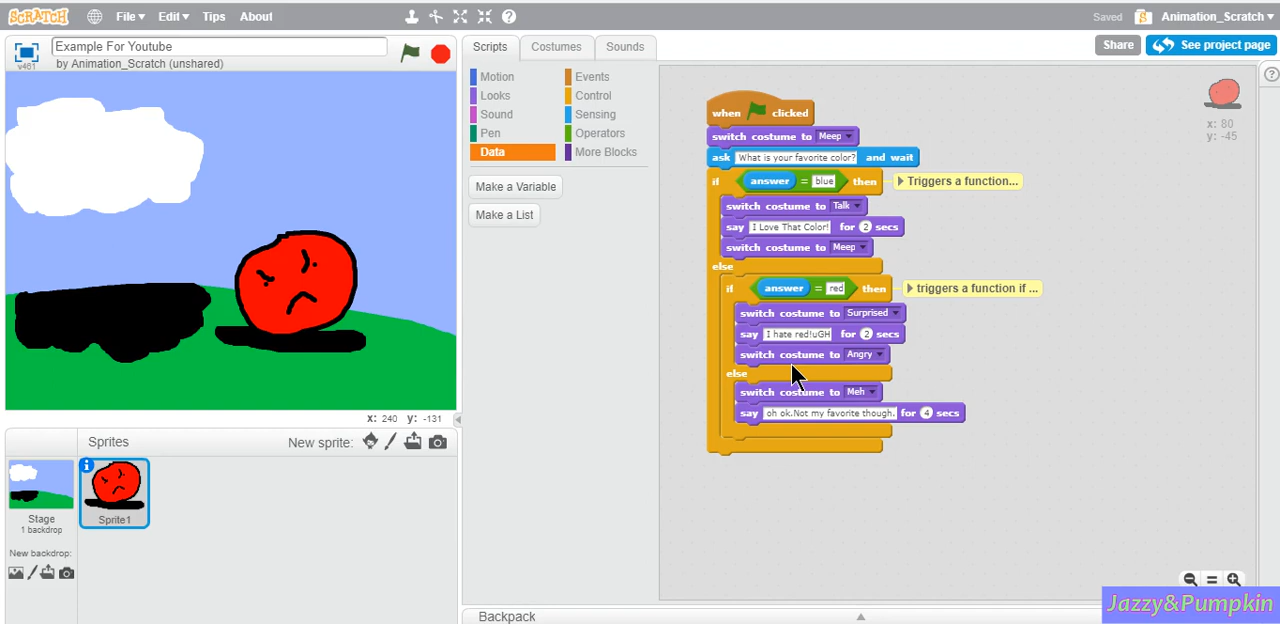 SCRATCH File Edit Tips About Saved Animation_Scratch
v461 Example For Youtube
by Animation_Scratch (unshared)
Scripts Costumes Sounds Share See project page
Motion Events
Looks Control
Sound Sensing
Pen Operators
Data More Blocks
Make a Variable
Make a List
when clicked
switch costume to Meep
ask What is your favorite color? and wait
if answer = blue then Triggers a function...
switch costume to Talk
say I Love That Color! for 2 secs
switch costume to Meep
else
if answer = red then triggers a function if ...
switch costume to Surprised
say I hate red!uGH for 2 secs
switch costume to Angry
else
switch costume to Meh
say oh ok.Not my favorite though. for 4 secs
x: 80
y: -45
?
x: 240 y: -131
Sprites New sprite:
Stage
1 backdrop
Sprite1
New backdrop:
Backpack
Jazzy&Pumpkin